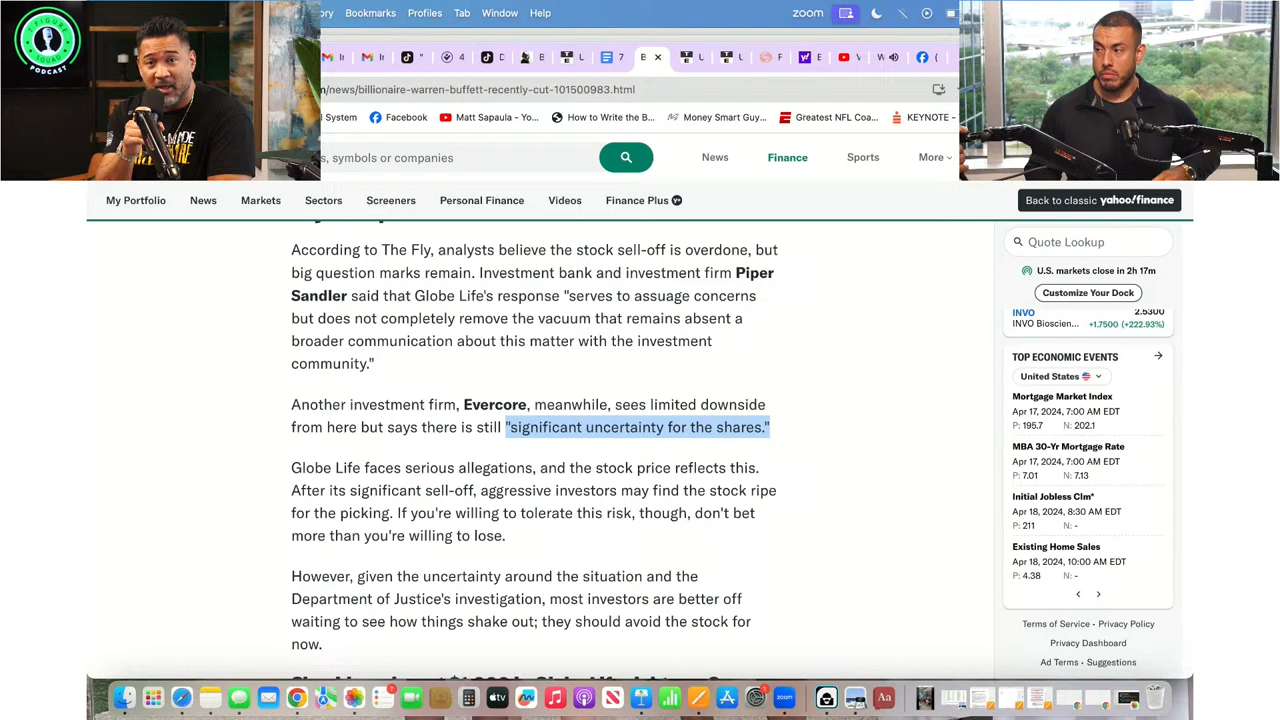 FIGURE
SQUAD
PODCAST
ory Bookmarks Profiles Tab Window Help zoom
n/news/billionaire-warren-buffett-recently-cut-101500983.html
System Facebook Matt Sapaula - Yo... How to Write the B... Money Smart Guy... Greatest NFL Coa... KEYNOTE -
s, symbols or companies
News Finance Sports More
My Portfolio News Markets Sectors Screeners Personal Finance Videos Finance Plus
Back to classic yahoo!finance
According to The Fly, analysts believe the stock sell-off is overdone, but
big question marks remain. Investment bank and investment firm Piper
Sandler said that Globe Life's response "serves to assuage concerns
but does not completely remove the vacuum that remains absent a
broader communication about this matter with the investment
community."
Another investment firm, Evercore, meanwhile, sees limited downside
from here but says there is still "significant uncertainty for the shares."
Globe Life faces serious allegations, and the stock price reflects this.
After its significant sell-off, aggressive investors may find the stock ripe
for the picking. If you're willing to tolerate this risk, though, don't bet
more than you're willing to lose.
However, given the uncertainty around the situation and the
Department of Justice's investigation, most investors are better off
waiting to see how things shake out; they should avoid the stock for
now.
Quote Lookup
U.S. markets close in 2h 17m
Customize Your Dock
INVO 2.5300
INVO Bioscien... +1.7500 (+222.93%)
TOP ECONOMIC EVENTS
United States
Mortgage Market Index
Apr 17, 2024, 7:00 AM EDT
P: 195.7 N: 202.1
MBA 30-Yr Mortgage Rate
Apr 17, 2024, 7:00 AM EDT
P: 7.01 N: 7.13
Initial Jobless Clm*
Apr 18, 2024, 8:30 AM EDT
P: 211 N: -
Existing Home Sales
Apr 18, 2024, 10:00 AM EDT
P: 4.38 N: -
Terms of Service • Privacy Policy
Privacy Dashboard
Ad Terms • Suggestions
tv
zoom
Aa